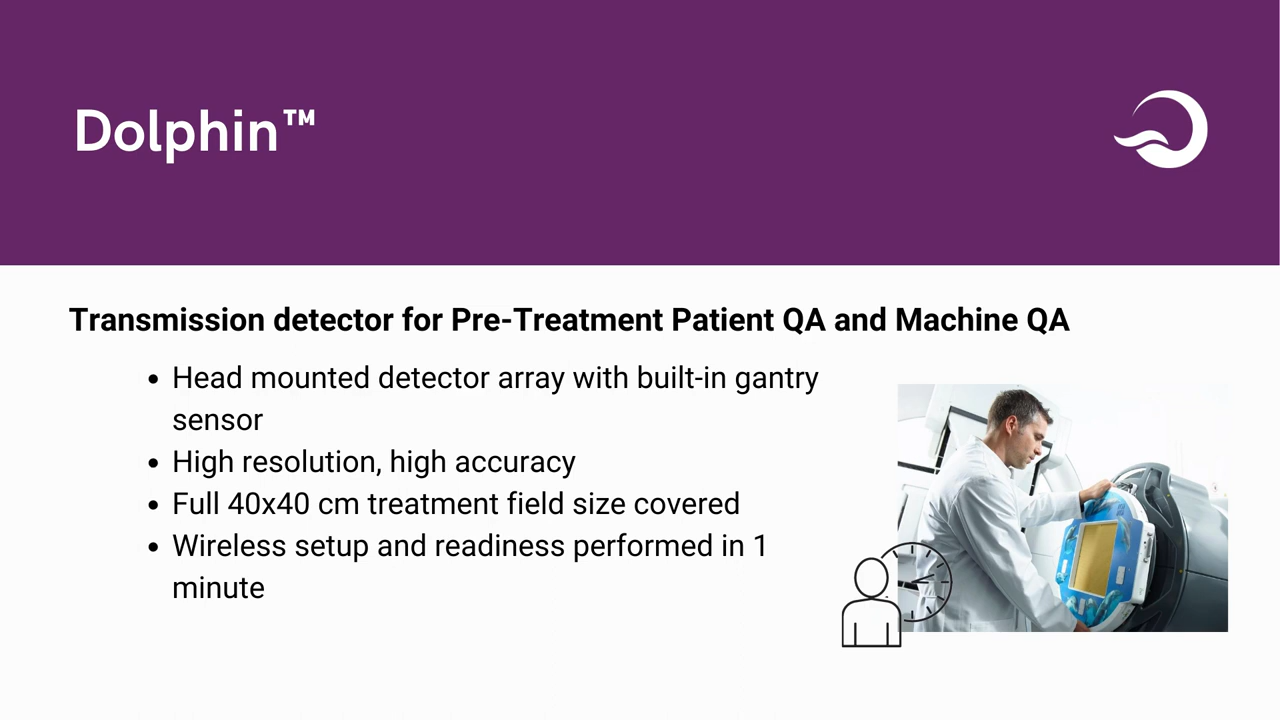 Dolphin™
Transmission detector for Pre-Treatment Patient QA and Machine QA
• Head mounted detector array with built-in gantry
sensor
• High resolution, high accuracy
• Full 40x40 cm treatment field size covered
• Wireless setup and readiness performed in 1
minute